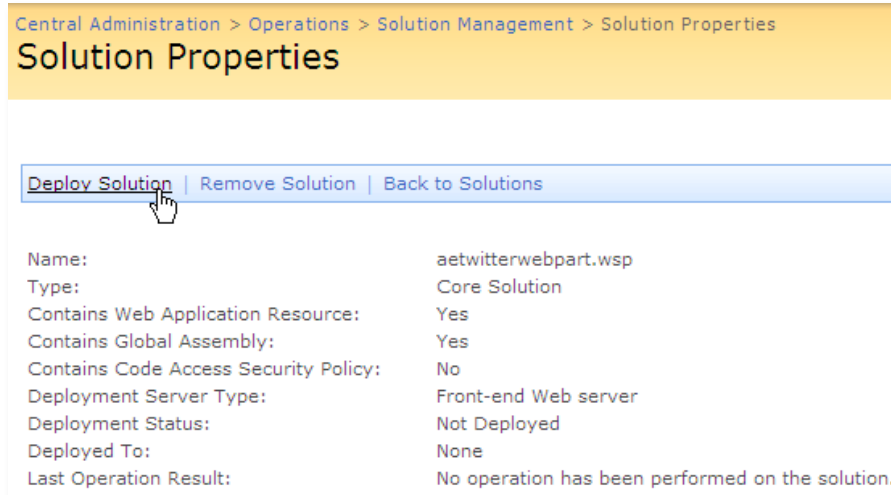 Central Administration > Operations > Solution Management > Solution Properties
Solution Properties
Deploy Solution | Remove Solution | Back to Solutions
Name: aetwitterwebpart.wsp
Type: Core Solution
Contains Web Application Resource: Yes
Contains Global Assembly: Yes
Contains Code Access Security Policy: No
Deployment Server Type: Front-end Web server
Deployment Status: Not Deployed
Deployed To: None
Last Operation Result: No operation has been performed on the solution.